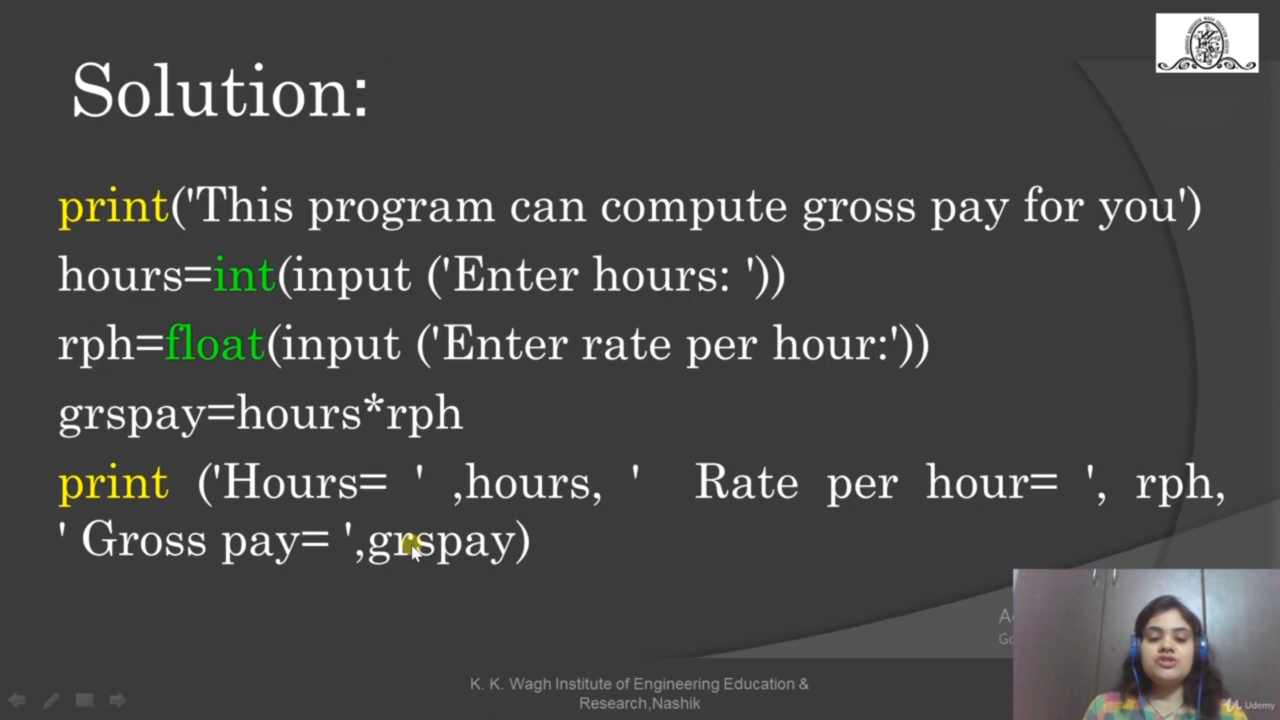 Solution:
print('This program can compute gross pay for you')
hours=int(input ('Enter hours: '))
rph=float(input ('Enter rate per hour:'))
grspay=hours*rph
print ('Hours= ' ,hours, ' Rate per hour= ', rph,
' Gross pay= ',grspay)
K. K. Wagh Institute of Engineering Education &
Research,Nashik
Udemy